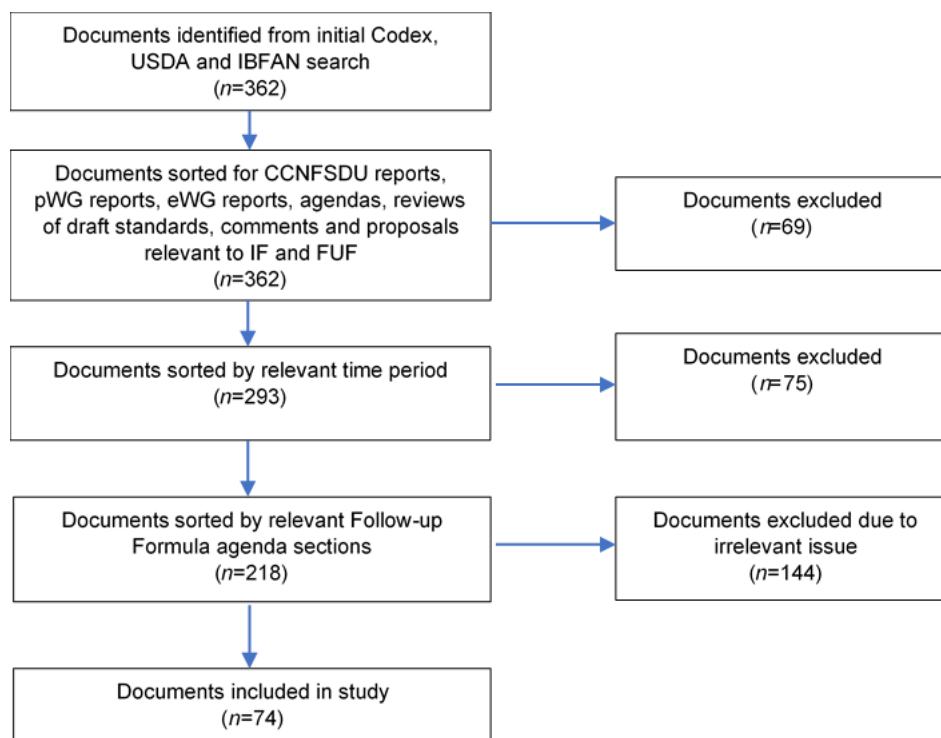 Documents identified from initial Codex,
USDA and IBFAN search
(n=362)
Documents sorted for CCNFSDU reports,
pWG reports, eWG reports, agendas, reviews
of draft standards, comments and proposals
relevant to IF and FUF
(n=362)
Documents excluded
(n=69)
Documents sorted by relevant time period
(n=293)
Documents excluded
(n=75)
Documents sorted by relevant Follow-up
Formula agenda sections
(n=218)
Documents excluded due to
irrelevant issue
(n=144)
Documents included in study
(n=74)